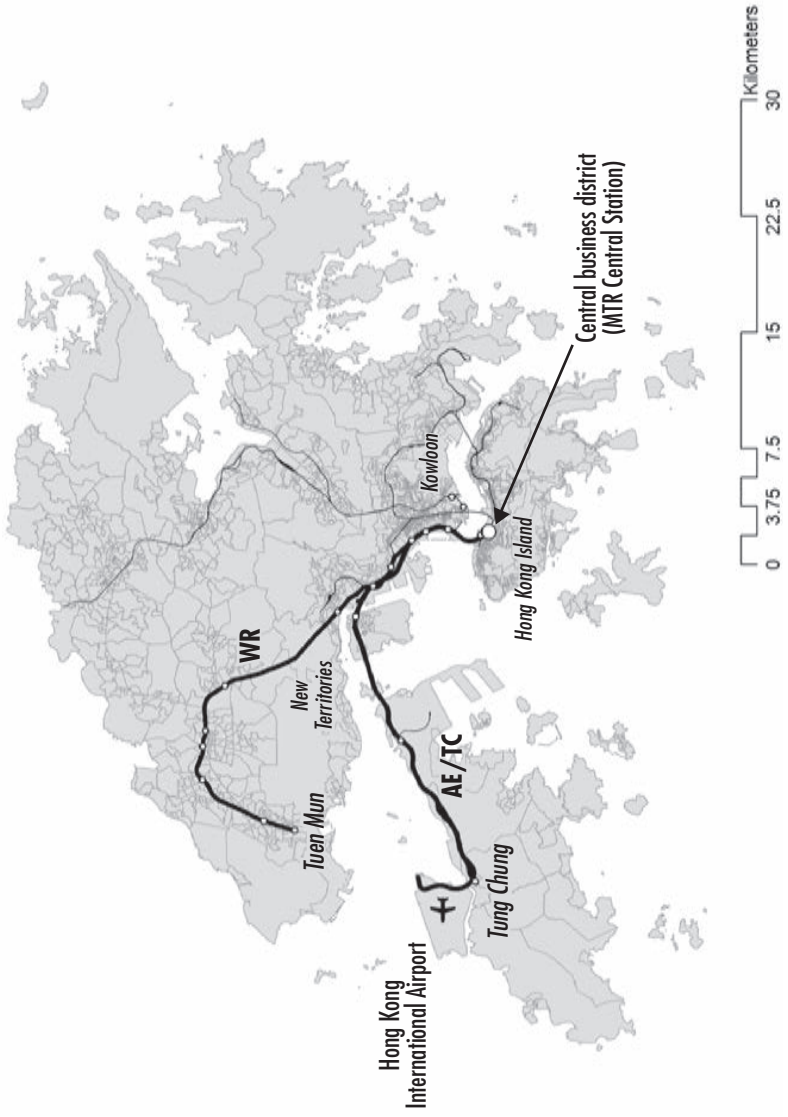 WR
New
Territories
Tuen Mun
Kowloon
AE/TC
Hong Kong Island
Hong Kong
International Airport
Tung Chung
Central business district
(MTR Central Station)
0 3.75 7.5 15 22.5 30
Kilometers